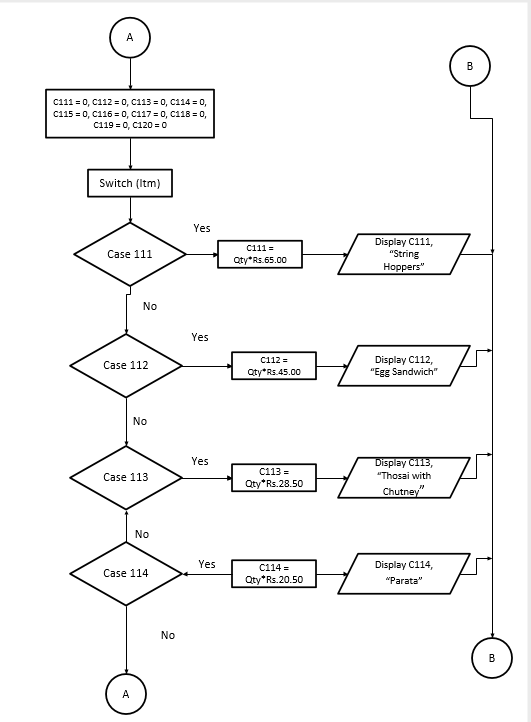 A
B
C111 = 0, C112 = 0, C113 = 0, C114 = 0,
C115 = 0, C116 = 0, C117 = 0, C118 = 0,
C119 = 0, C120 = 0
Switch (Itm)
Case 111
Yes
C111 =
Qty*Rs.65.00
Display C111,
“String
Hoppers”
No
Case 112
Yes
C112 =
Qty*Rs.45.00
Display C112,
“Egg Sandwich”
No
Case 113
Yes
C113 =
Qty*Rs.28.50
Display C113,
“Thosai with
Chutney”
No
Case 114
Yes
C114 =
Qty*Rs.20.50
Display C114,
“Parata”
No
A
B